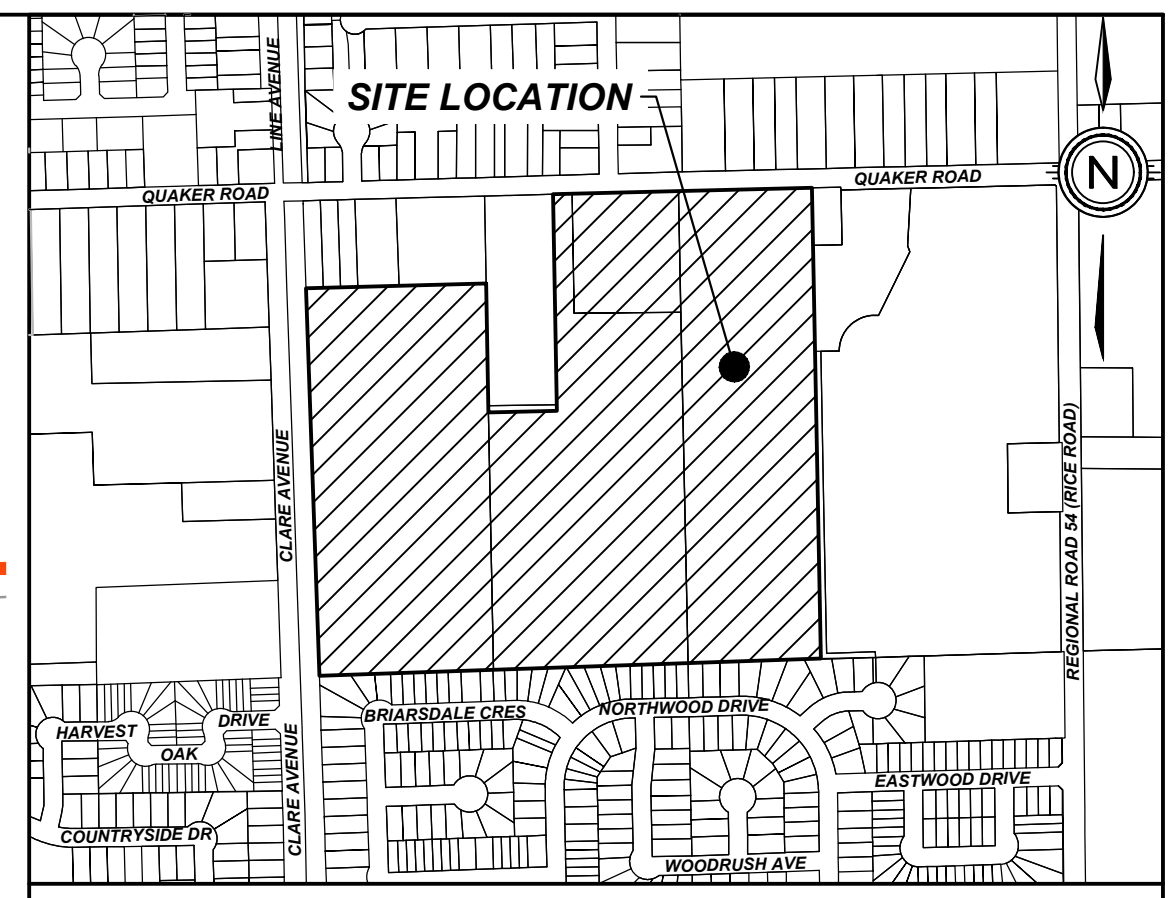 LINE AVENUE
SITE LOCATION
QUAKER ROAD
QUAKER ROAD
N
CLARE AVENUE
REGIONAL ROAD 54 (RICE ROAD)
HARVEST
OAK
DRIVE
BRIARSDALE CRES
NORTHWOOD DRIVE
CLARE AVENUE
EASTWOOD DRIVE
COUNTRYSIDE DR
WOODRUSH AVE